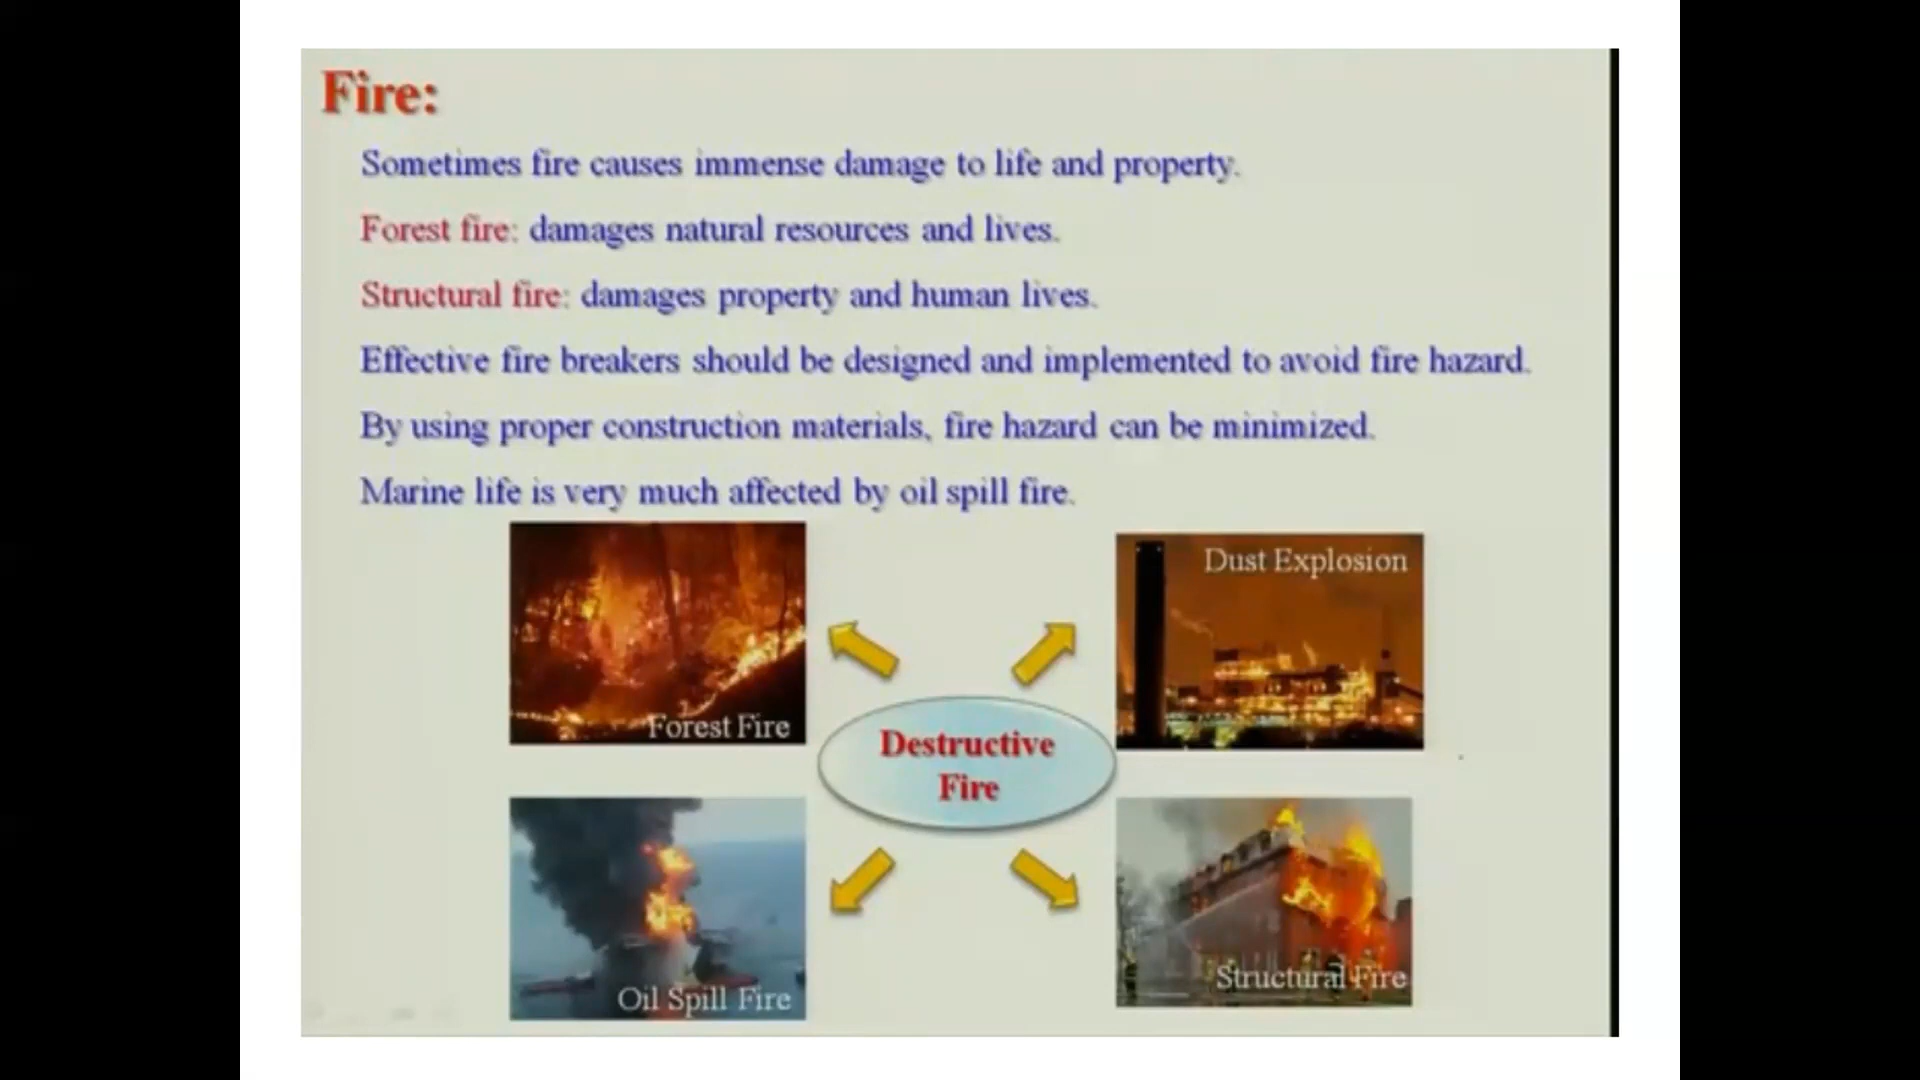 Fire:
Sometimes fire causes immense damage to life and property.
Forest fire: damages natural resources and lives.
Structural fire: damages property and human lives.
Effective fire breakers should be designed and implemented to avoid fire hazard.
By using proper construction materials, fire hazard can be minimized.
Marine life is very much affected by oil spill fire.
Forest Fire
Dust Explosion
Destructive
Fire
Oil Spill Fire
Structural Fire